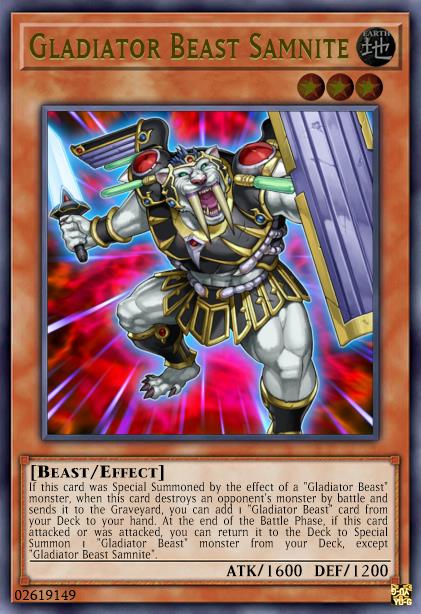 GLADIATOR BEAST SAMNITE
EARTH
地
[BEAST/EFFECT]
If this card was Special Summoned by the effect of a "Gladiator Beast"
monster, when this card destroys an opponent's monster by battle and
sends it to the Graveyard, you can add 1 "Gladiator Beast" card from
your Deck to your hand. At the end of the Battle Phase, if this card
attacked or was attacked, you can return it to the Deck to Special
Summon 1 "Gladiator Beast" monster from your Deck, except
"Gladiator Beast Samnite".
ATK/1600 DEF/1200
02619149